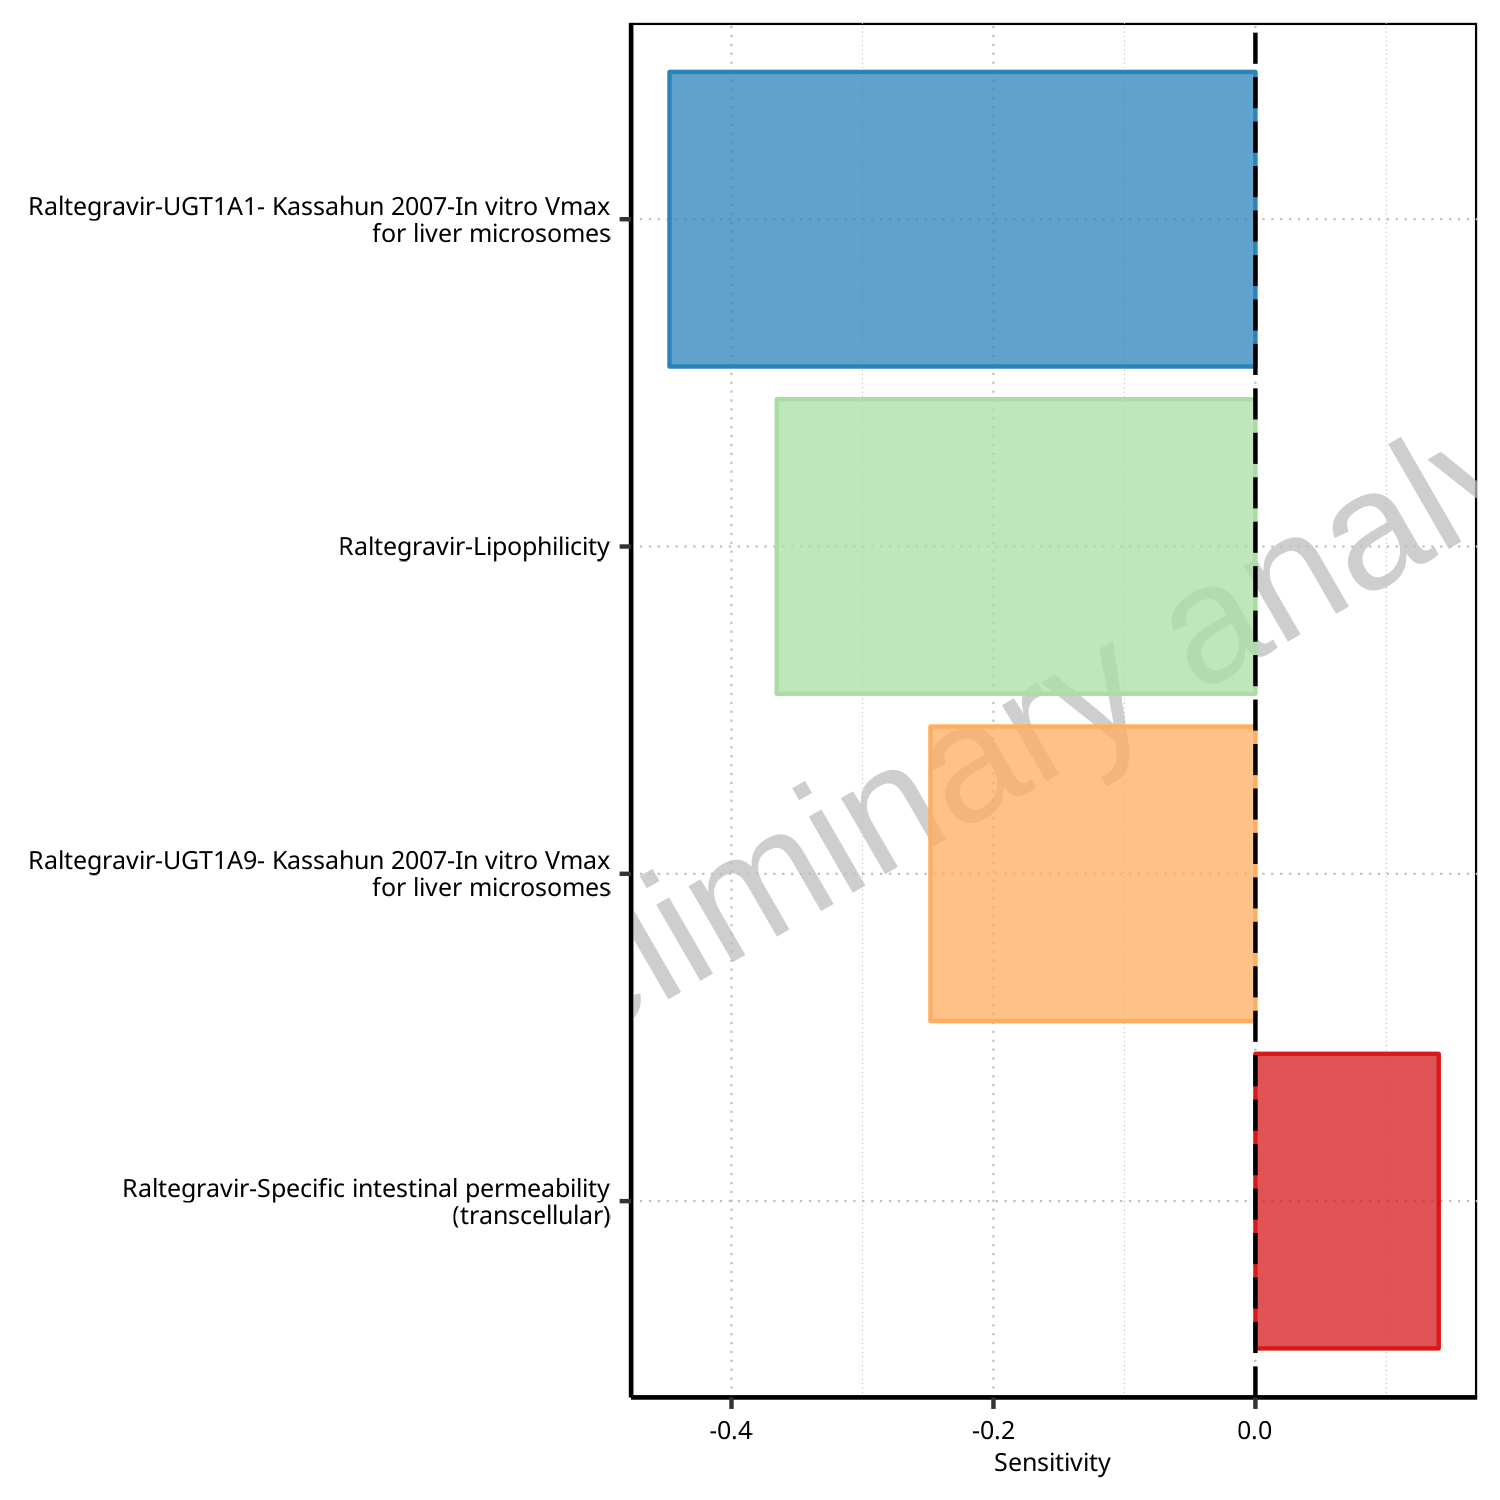 Raltegravir-UGT1A1- Kassahun 2007-In vitro Vmax
for liver microsomes
Raltegravir-Lipophilicity
Raltegravir-UGT1A9- Kassahun 2007-In vitro Vmax
for liver microsomes
Raltegravir-Specific intestinal permeability
(transcellular)
-0.4
-0.2
0.0
Sensitivity